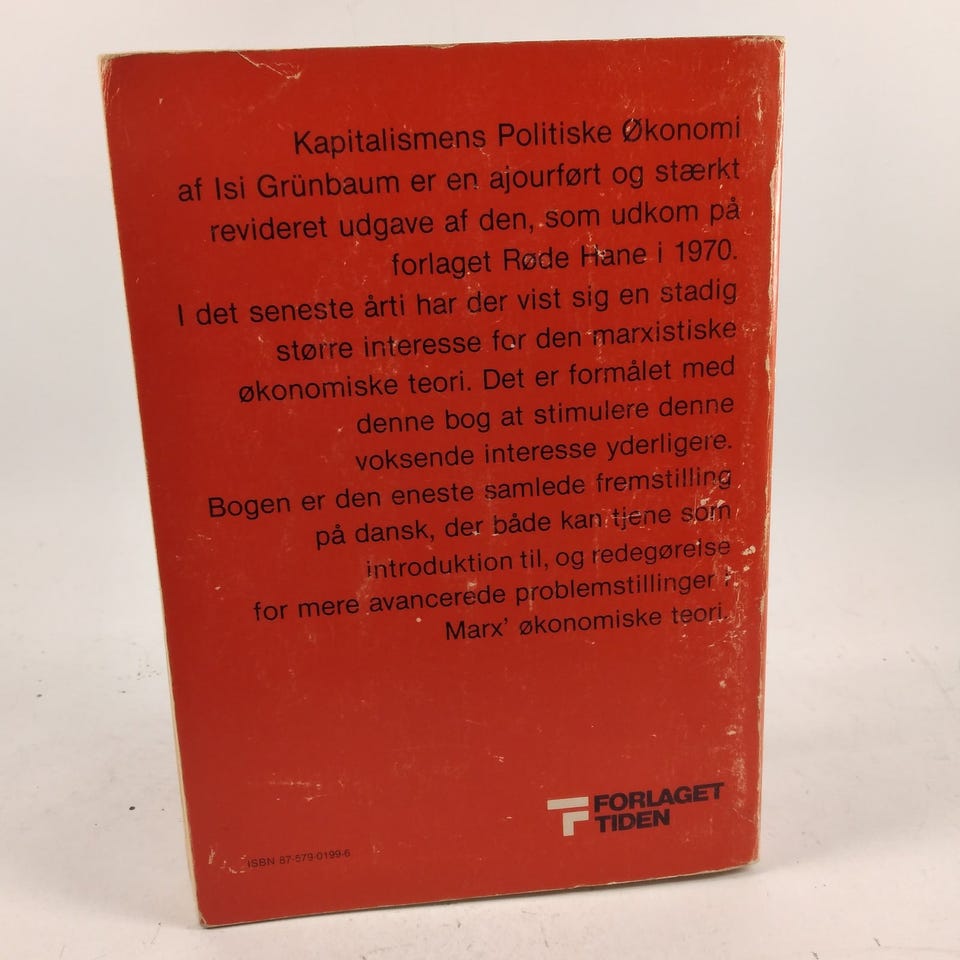 Kapitalismens Politiske Økonomi
af Isi Grünbaum er en ajourført og stærkt
revideret udgave af den, som udkom på
forlaget Røde Hane i 1970.
I det seneste årti har der vist sig en stadig
større interesse for den marxistiske
økonomiske teori. Det er formålet med
denne bog at stimulere denne
voksende interesse yderligere.
Bogen er den eneste samlede fremstilling
på dansk, der både kan tjene som
introduktion til, og redegørelse
for mere avancerede problemstillinger i
Marx' økonomiske teori.
FORLAGET
TIDEN
ISBN 87-579-0199-6